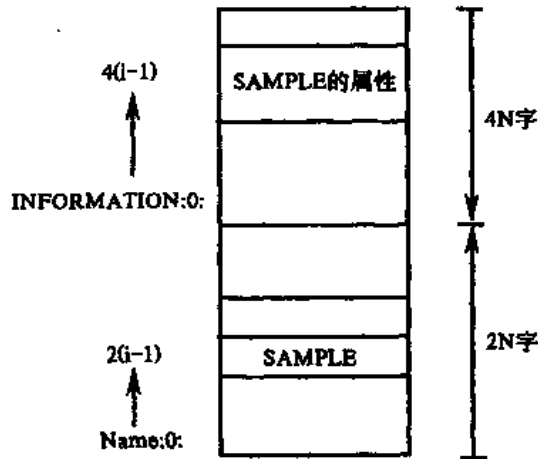 4(i-1)
SAMPLE的属性
4N字
INFORMATION:0:
2N字
2(i-1)
SAMPLE
Name:0: